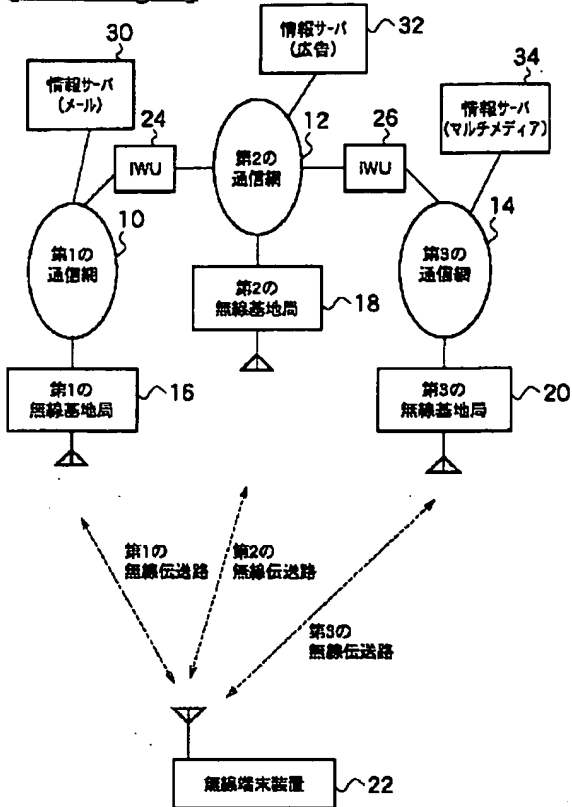 30
情報サーバ
(メール)
情報サーバ
(広告)
32
34
情報サーバ
(マルチメディア)
24
IWU
12
第2の
通信網
26
IWU
10
第1の
通信網
14
第3の
通信網
第2の
無線基地局
18
第1の
無線基地局
16
第3の
無線基地局
20
第1の
無線伝送路
第2の
無線伝送路
第3の
無線伝送路
無線端末装置
22